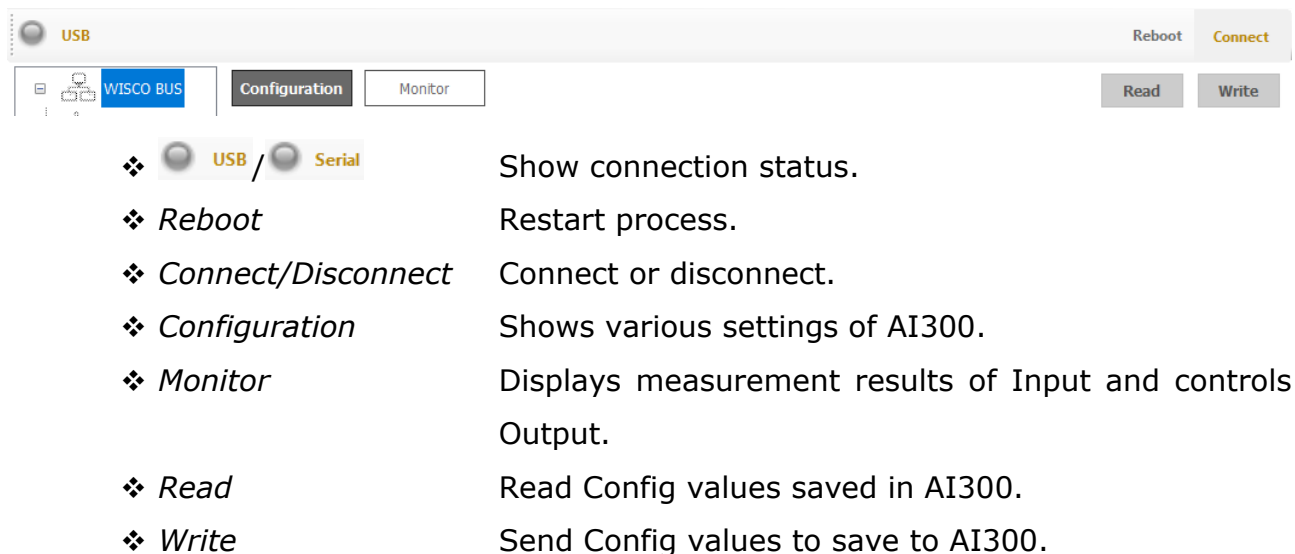 USB Reboot Connect
WISCO BUS Configuration Monitor Read Write
❖ USB / Serial Show connection status.
❖ Reboot Restart process.
❖ Connect/Disconnect Connect or disconnect.
❖ Configuration Shows various settings of AI300.
❖ Monitor Displays measurement results of Input and controls
Output.
❖ Read Read Config values saved in AI300.
❖ Write Send Config values to save to AI300.